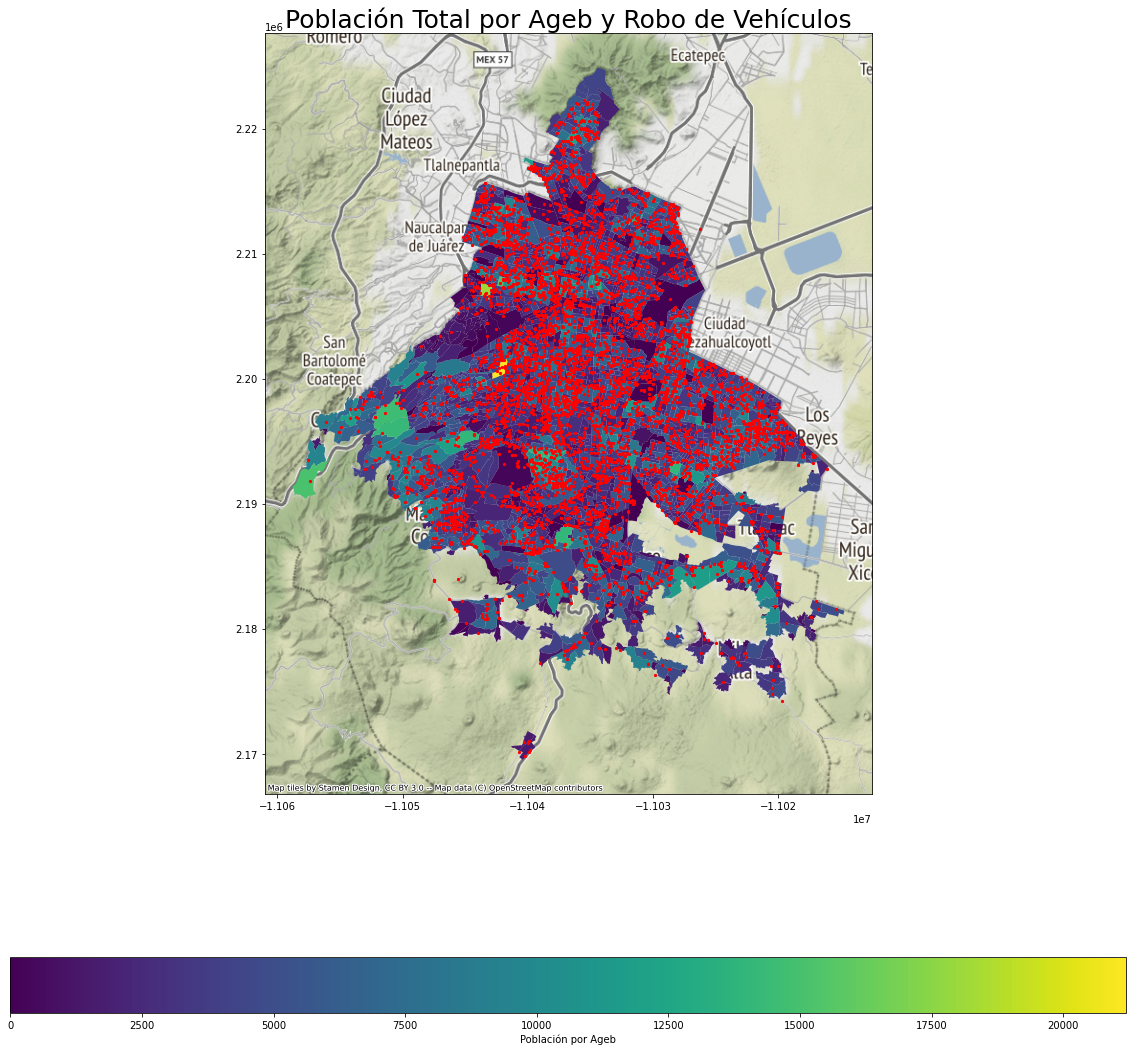 Población Total por Ageb y Robo de Vehículos
1e6
Romero
MEX 57
Ecatepec
Te
Ciudad
López
Mateos
2.22
Tlalnepantla
Naucalpan
de Juárez
2.21
Ciudad
ezahualcoyotl
San
Bartolomé
Coatepec
2.20
C
Los
Reyes
2.19
Ma
Co
Tl
ac
San
Migu
Xico
2.18
lta
2.17
Map tiles by Stamen Design, CC BY 3.0 -- Map data (C) OpenStreetMap contributors
−1.106 −1.105 −1.104 −1.103 −1.102
1e7
0 2500 5000 7500 10000 12500 15000 17500 20000
Población por Ageb